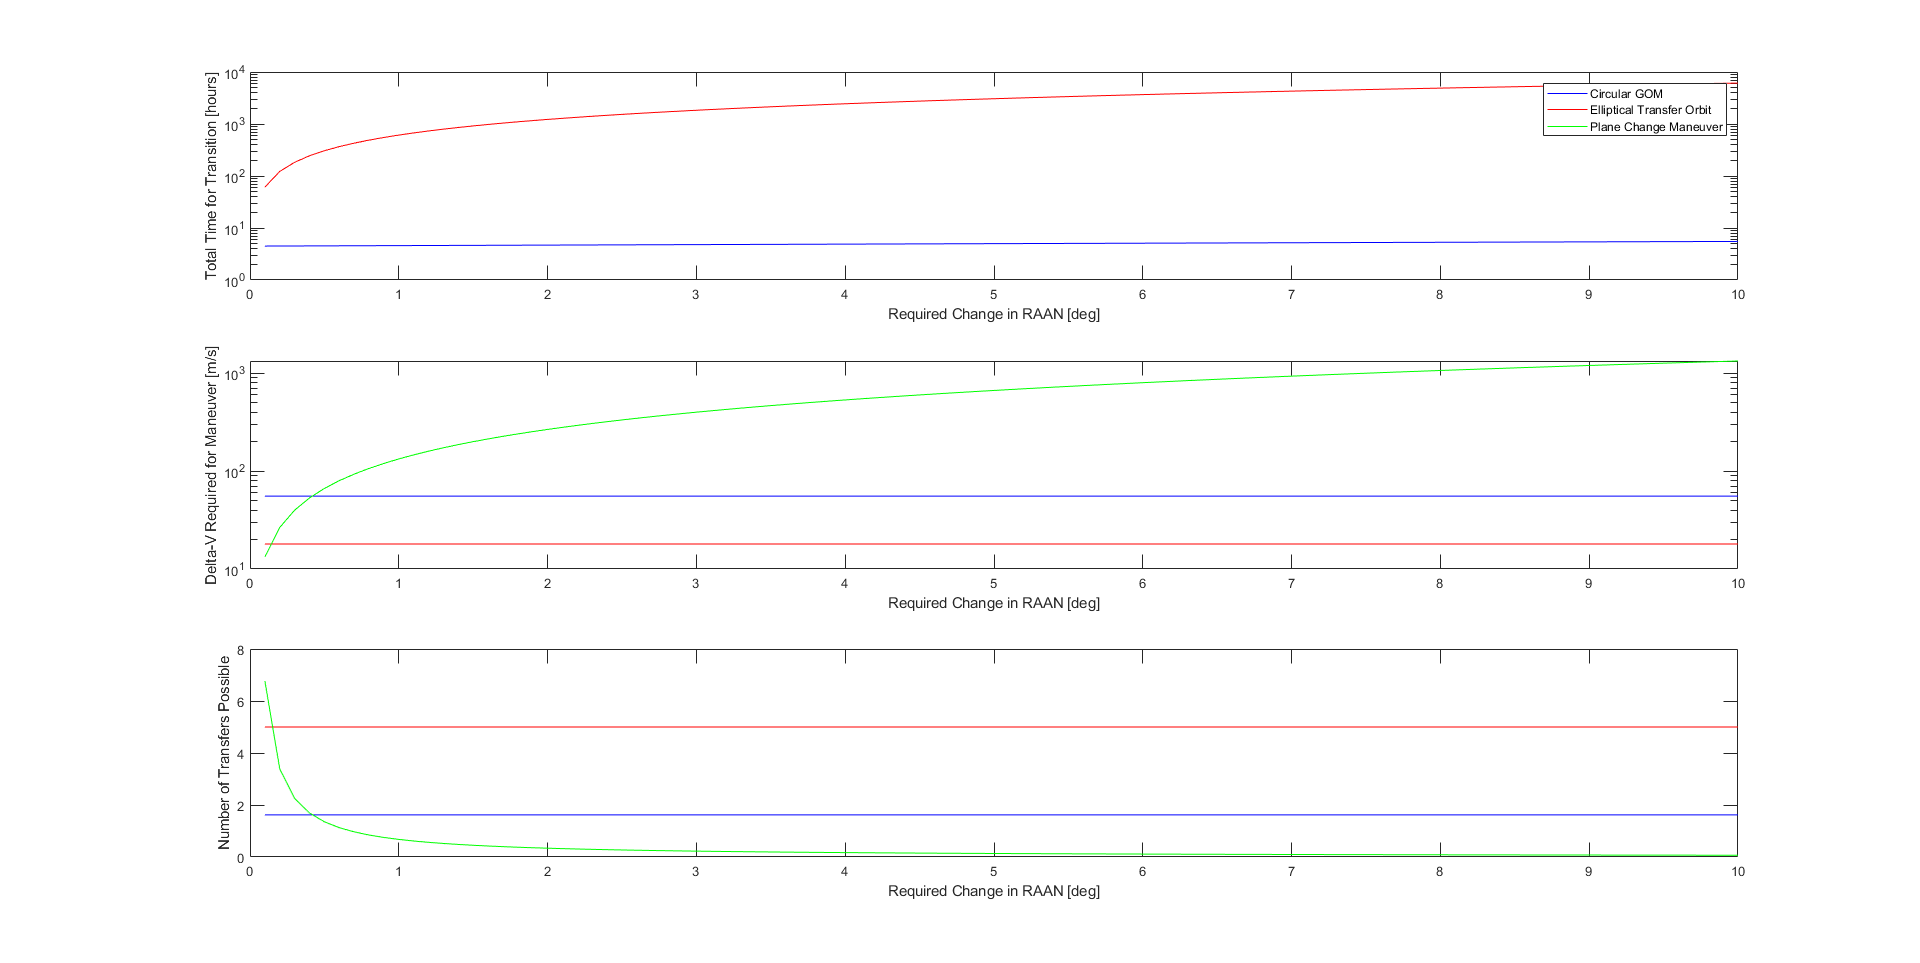 Total Time for Transition [hours]
10^4
10^3
10^2
10^1
10^0
Circular GOM
Elliptical Transfer Orbit
Plane Change Maneuver
0 1 2 3 4 5 6 7 8 9 10
Required Change in RAAN [deg]
Delta-V Required for Maneuver [m/s]
10^3
10^2
10^1
0 1 2 3 4 5 6 7 8 9 10
Required Change in RAAN [deg]
Number of Transfers Possible
8
6
4
2
0
0 1 2 3 4 5 6 7 8 9 10
Required Change in RAAN [deg]